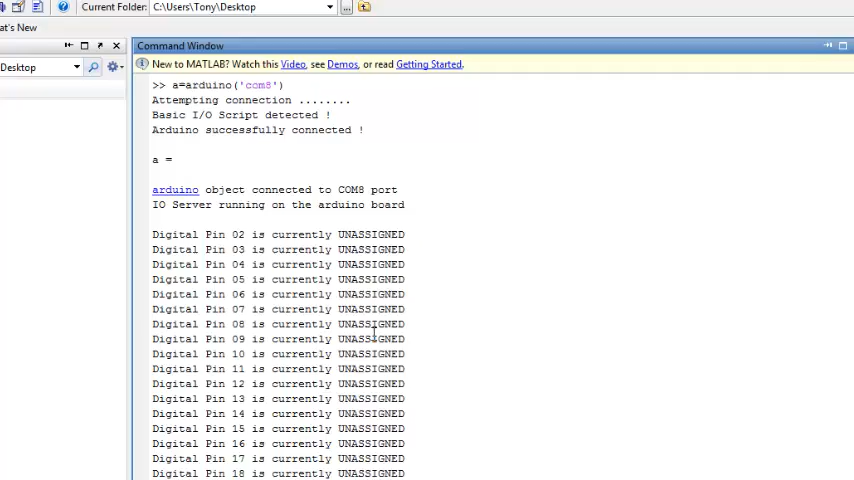 Current Folder: C:\Users\Tony\Desktop
at's New
Command Window
Desktop
New to MATLAB? Watch this Video, see Demos, or read Getting Started.
>> a=arduino('com8')
Attempting connection ........
Basic I/O Script detected !
Arduino successfully connected !
a =
arduino object connected to COM8 port
IO Server running on the arduino board
Digital Pin 02 is currently UNASSIGNED
Digital Pin 03 is currently UNASSIGNED
Digital Pin 04 is currently UNASSIGNED
Digital Pin 05 is currently UNASSIGNED
Digital Pin 06 is currently UNASSIGNED
Digital Pin 07 is currently UNASSIGNED
Digital Pin 08 is currently UNASSIGNED
Digital Pin 09 is currently UNASSIGNED
Digital Pin 10 is currently UNASSIGNED
Digital Pin 11 is currently UNASSIGNED
Digital Pin 12 is currently UNASSIGNED
Digital Pin 13 is currently UNASSIGNED
Digital Pin 14 is currently UNASSIGNED
Digital Pin 15 is currently UNASSIGNED
Digital Pin 16 is currently UNASSIGNED
Digital Pin 17 is currently UNASSIGNED
Digital Pin 18 is currently UNASSIGNED